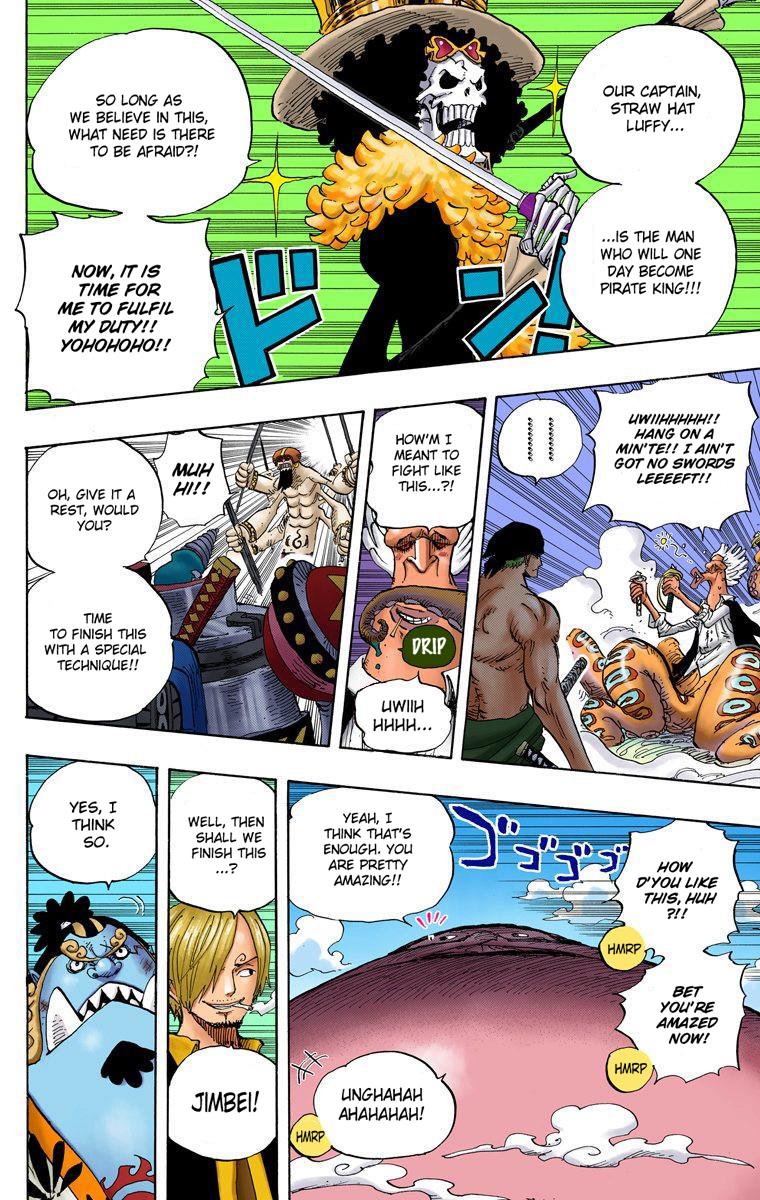 OUR CAPTAIN,
STRAW HAT
LUFFY...
...IS THE MAN
WHO WILL ONE
DAY BECOME
PIRATE KING!!!
SO LONG AS
WE BELIEVE IN THIS,
WHAT NEED IS THERE
TO BE AFRAID?!
NOW, IT IS
TIME FOR
ME TO FULFIL
MY DUTY!!
YOHOHOHO!!
ドン!!
UWIIHHHHH!!
HANG ON A
MIN'TE!! I AIN'T
GOT NO SWORDS
LEEEEFT!!
HOW'M I
MEANT TO
FIGHT LIKE
THIS...?!
DRIP
UWIIH
HHHH...
MUH
HI!!
OH, GIVE IT A
REST, WOULD
YOU?
TIME
TO FINISH THIS
WITH A SPECIAL
TECHNIQUE!!
HOW
D'YOU LIKE
THIS, HUH
?!!
HMRP
BET
YOU'RE
AMAZED
NOW!
HMRP
ゴゴゴゴ
YEAH, I
THINK THAT'S
ENOUGH. YOU
ARE PRETTY
AMAZING!!
UNGHAHAH
AHAHAHAH!
HMRP
WELL, THEN
SHALL WE
FINISH THIS
...?
JIMBEI!
YES, I
THINK
SO.